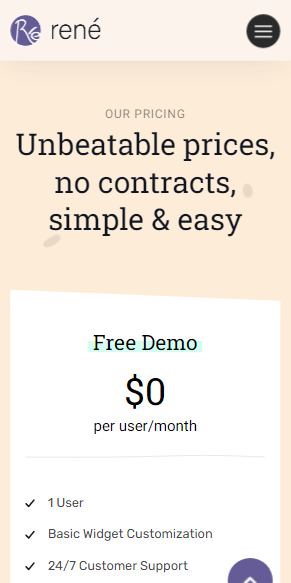 Re rené
OUR PRICING
Unbeatable prices,
no contracts,
simple & easy
Free Demo
$0
per user/month
1 User
Basic Widget Customization
24/7 Customer Support